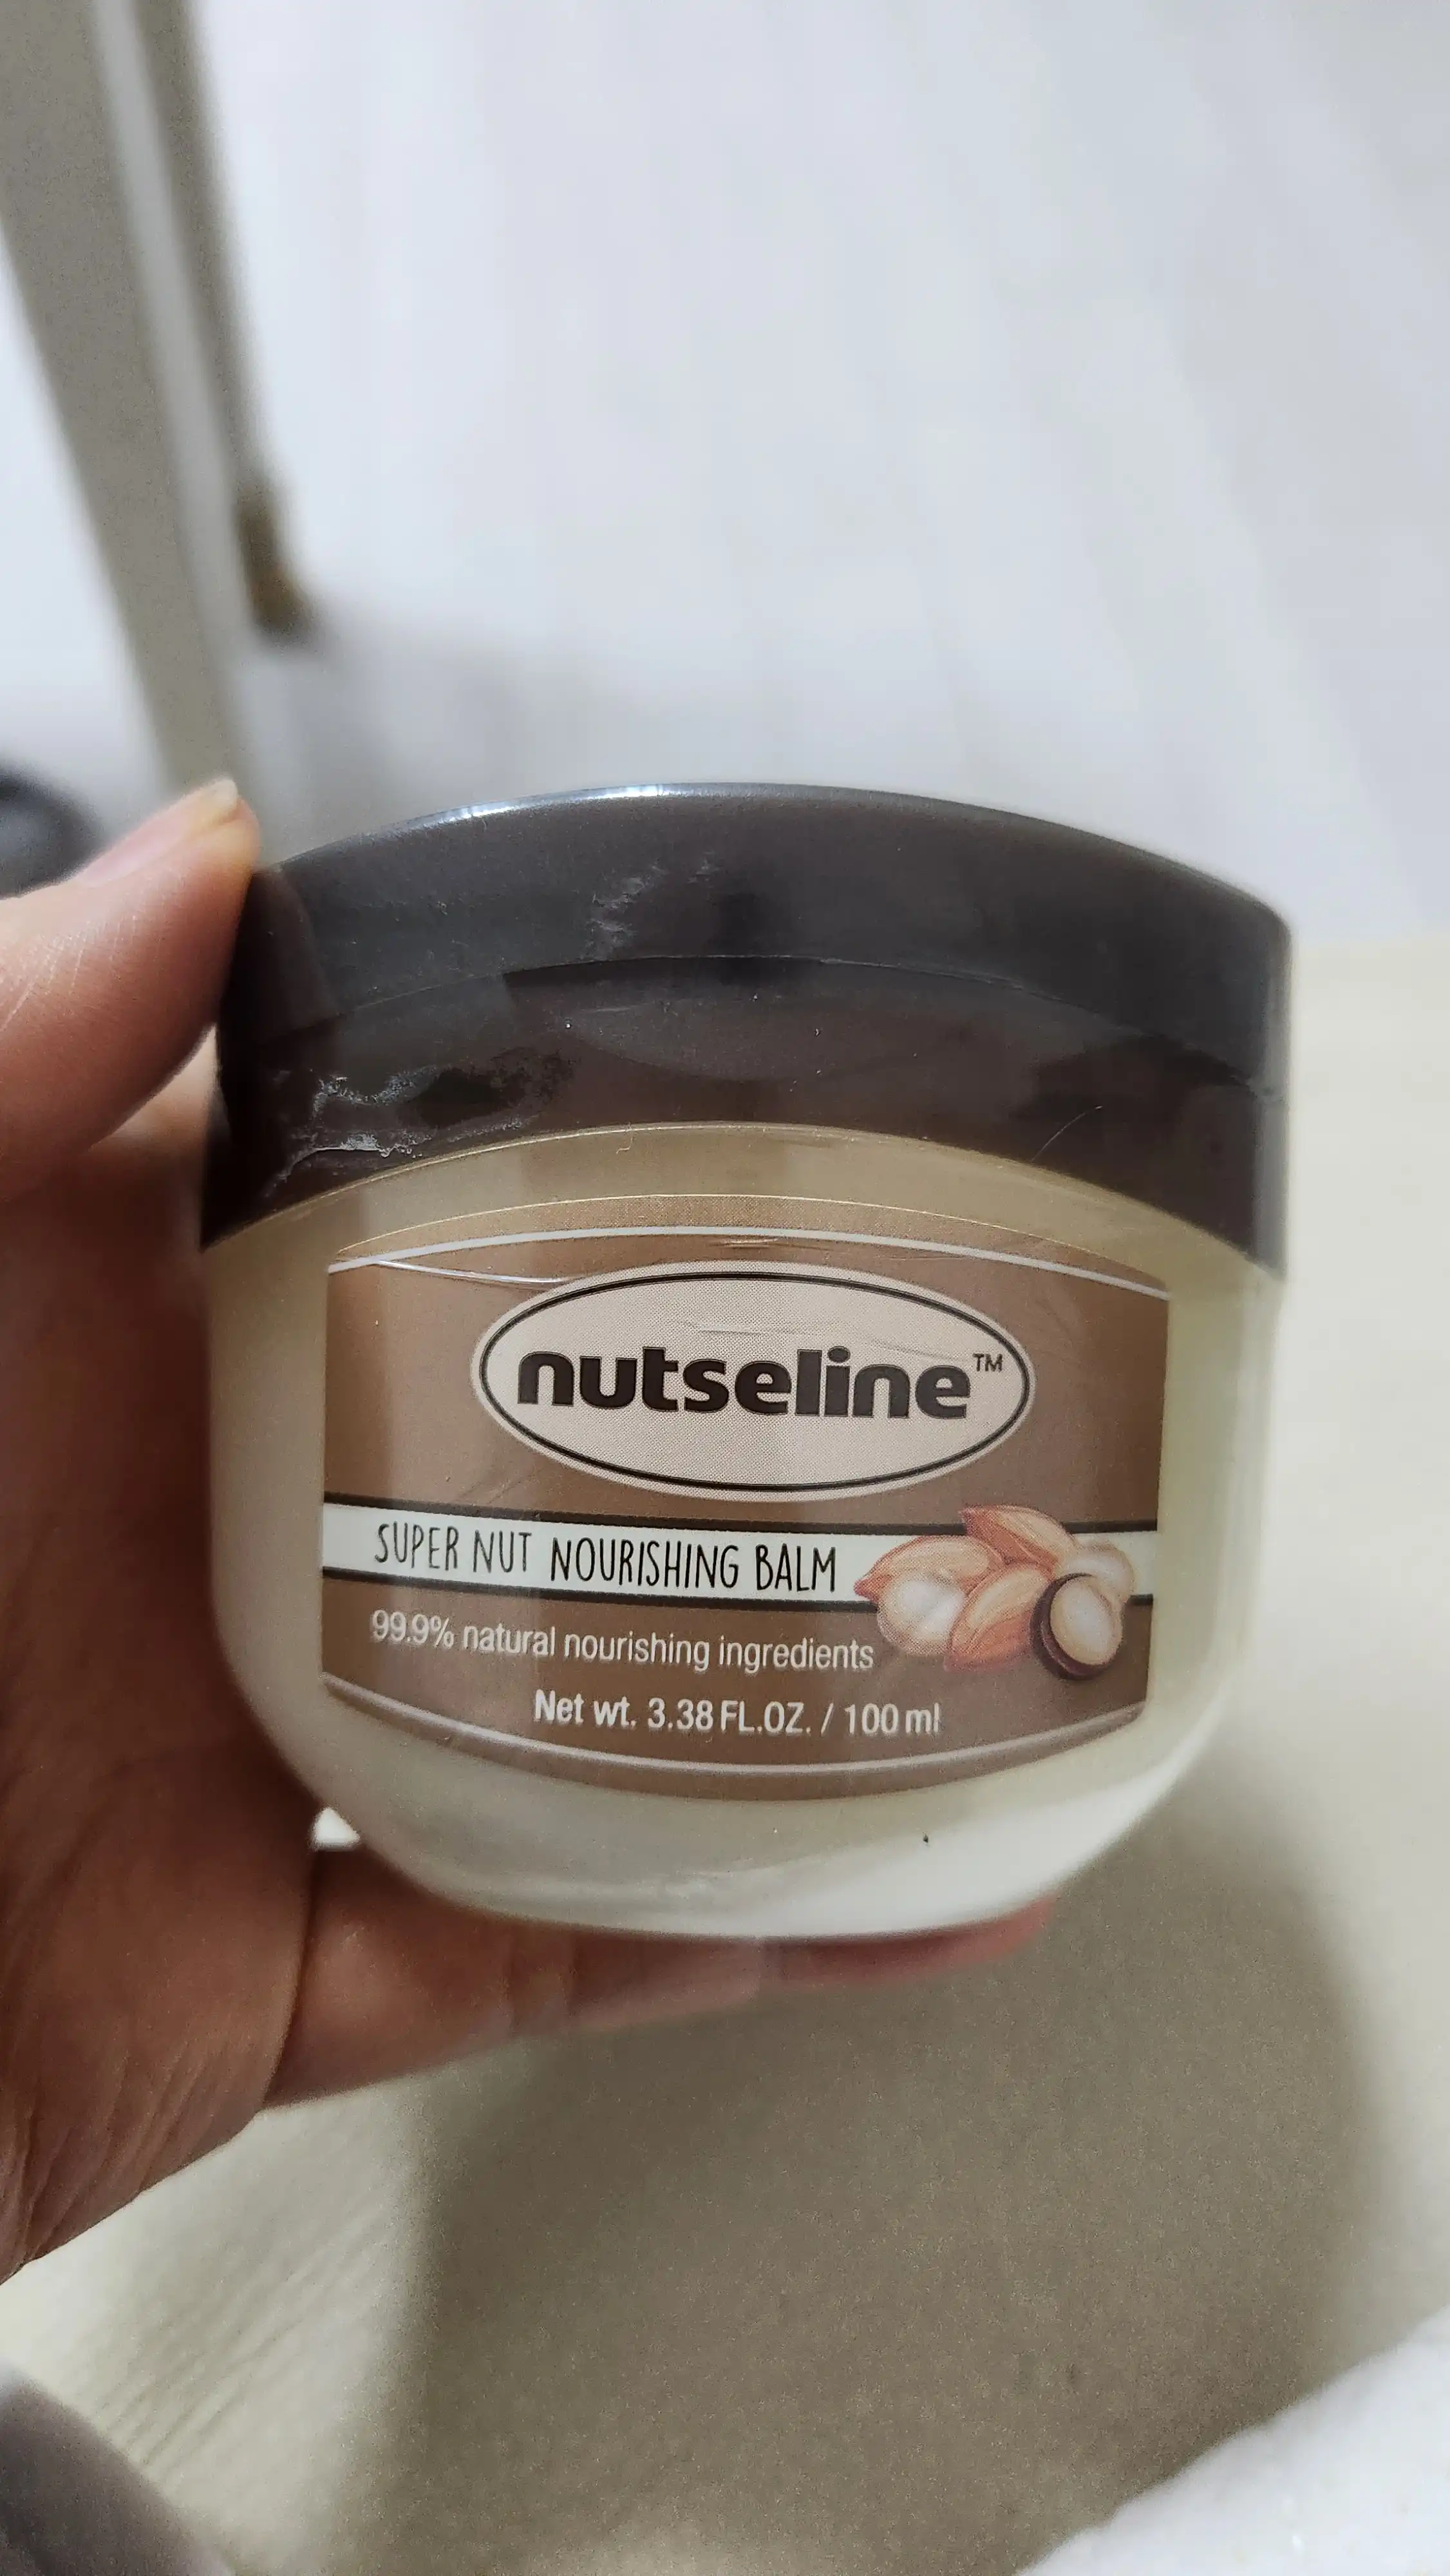 nutseline™
SUPER NUT NOURISHING BALM
99.9% natural nourishing ingredients
Net wt. 3.38 FL.OZ. / 100 ml